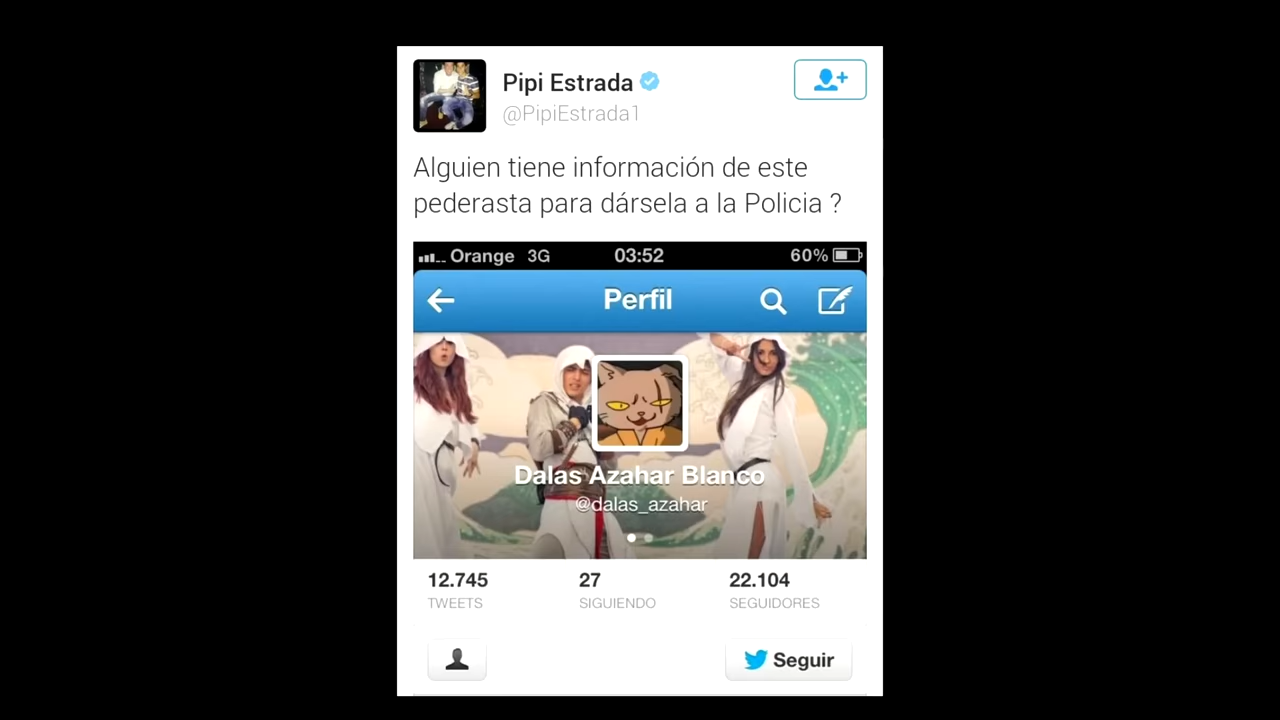 Pipi Estrada
@PipiEstrada1
Alguien tiene información de este
pederasta para dársela a la Policia ?
Orange 3G 03:52 60%
Perfil
Dalas Azahar Blanco
@dalas_azahar
12.745 27 22.104
TWEETS SIGUIENDO SEGUIDORES
Seguir